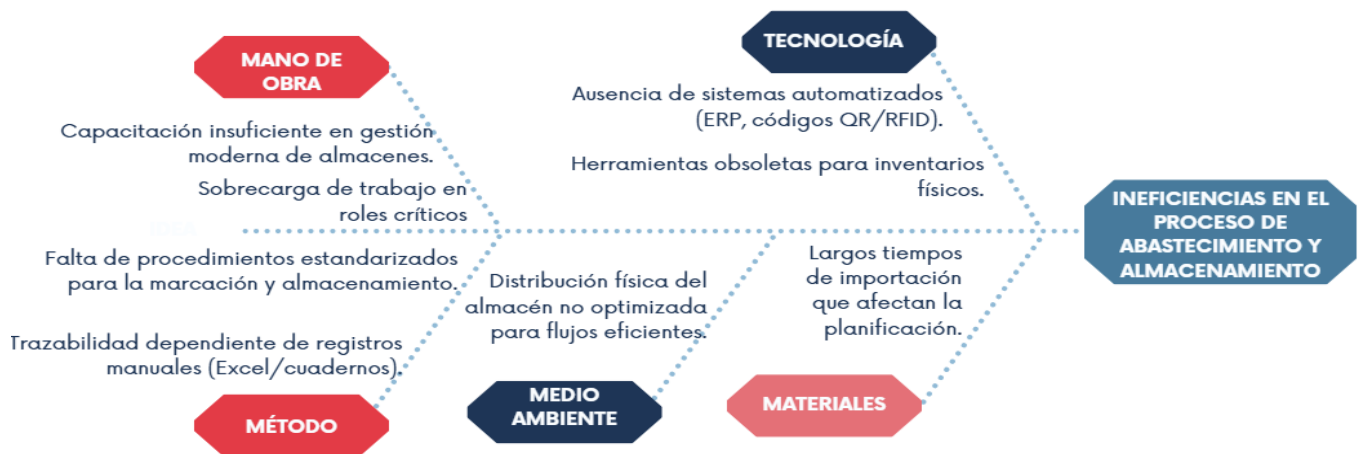 MANO DE
OBRA
Capacitación insuficiente en gestión
moderna de almacenes.
Sobrecarga de trabajo en
roles críticos
TECNOLOGÍA
Ausencia de sistemas automatizados
(ERP, códigos QR/RFID).
Herramientas obsoletas para inventarios
físicos.
INEFICIENCIAS EN EL
PROCESO DE
ABASTECIMIENTO Y
ALMACENAMIENTO
Falta de procedimientos estandarizados
para la marcación y almacenamiento.
Trazabilidad dependiente de registros
manuales (Excel/cuadernos).
MÉTODO
Distribución física del
almacén no optimizada
para flujos eficientes.
MEDIO
AMBIENTE
Largos tiempos
de importación
que afectan la
planificación.
MATERIALES